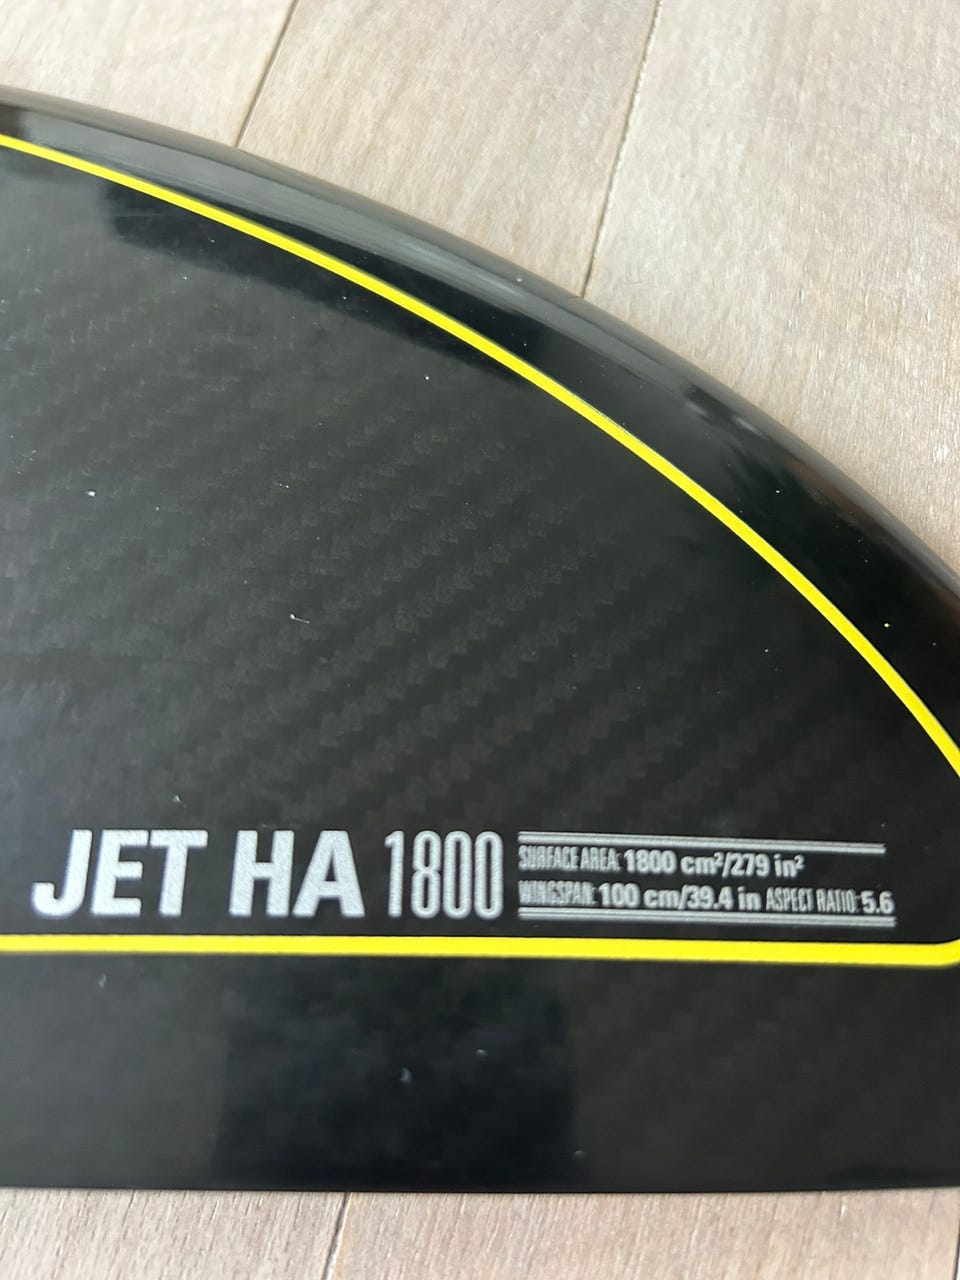 JET HA 1800
SURFACE AREA: 1800 cm²/279 in²
WINGSPAN: 100 cm/39.4 in ASPECT RATIO: 5.6